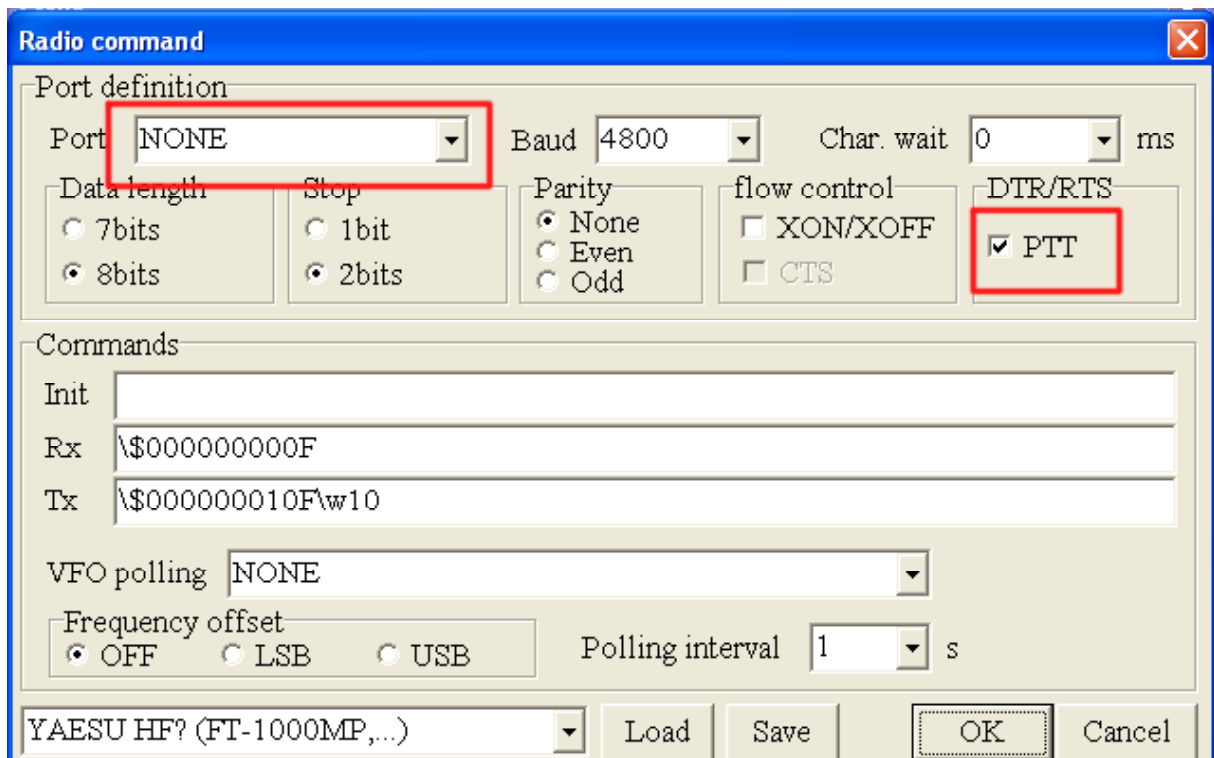 Radio command
Port definition
Port NONE Baud 4800 Char. wait 0 ms
Data length Stop Parity flow control DTR/RTS
7bits 1bit None XON/XOFF PTT
8bits 2bits Even CTS
Odd
Commands
Init
Rx \$000000000F
Tx \$000000010F\w10
VFO polling NONE
Frequency offset
OFF LSB USB Polling interval 1 s
YAESU HF? (FT-1000MP,...) Load Save OK Cancel